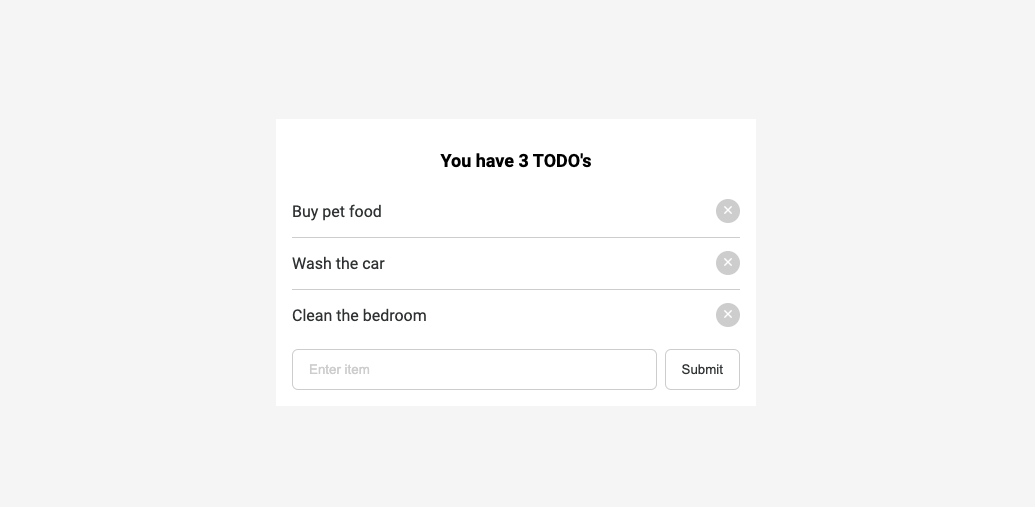 You have 3 TODO's
Buy pet food
Wash the car
Clean the bedroom
Enter item
Submit